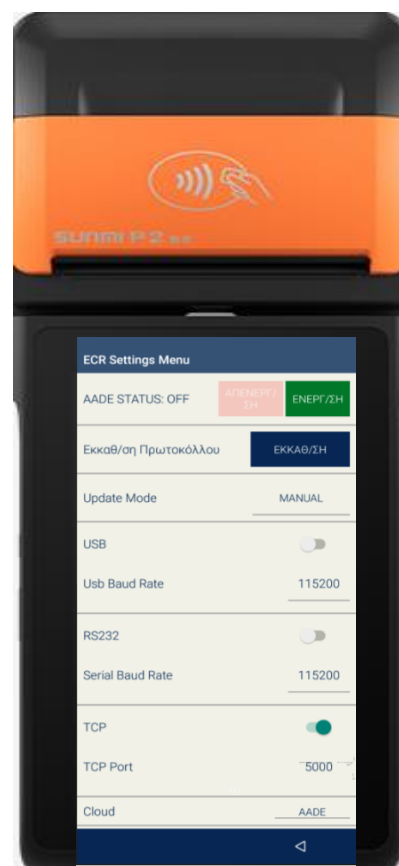 SUNMI P2
ECR Settings Menu
AADE STATUS: OFF
ΑΠΕΝΕΡΓ/
ΣΗ
ΕΝΕΡΓ/ΣΗ
Εκκαθ/ση Πρωτοκόλλου
ΕΚΚΑΘ/ΣΗ
Update Mode
MANUAL
USB
Usb Baud Rate
115200
RS232
Serial Baud Rate
115200
TCP
TCP Port
5000
Cloud
AADE